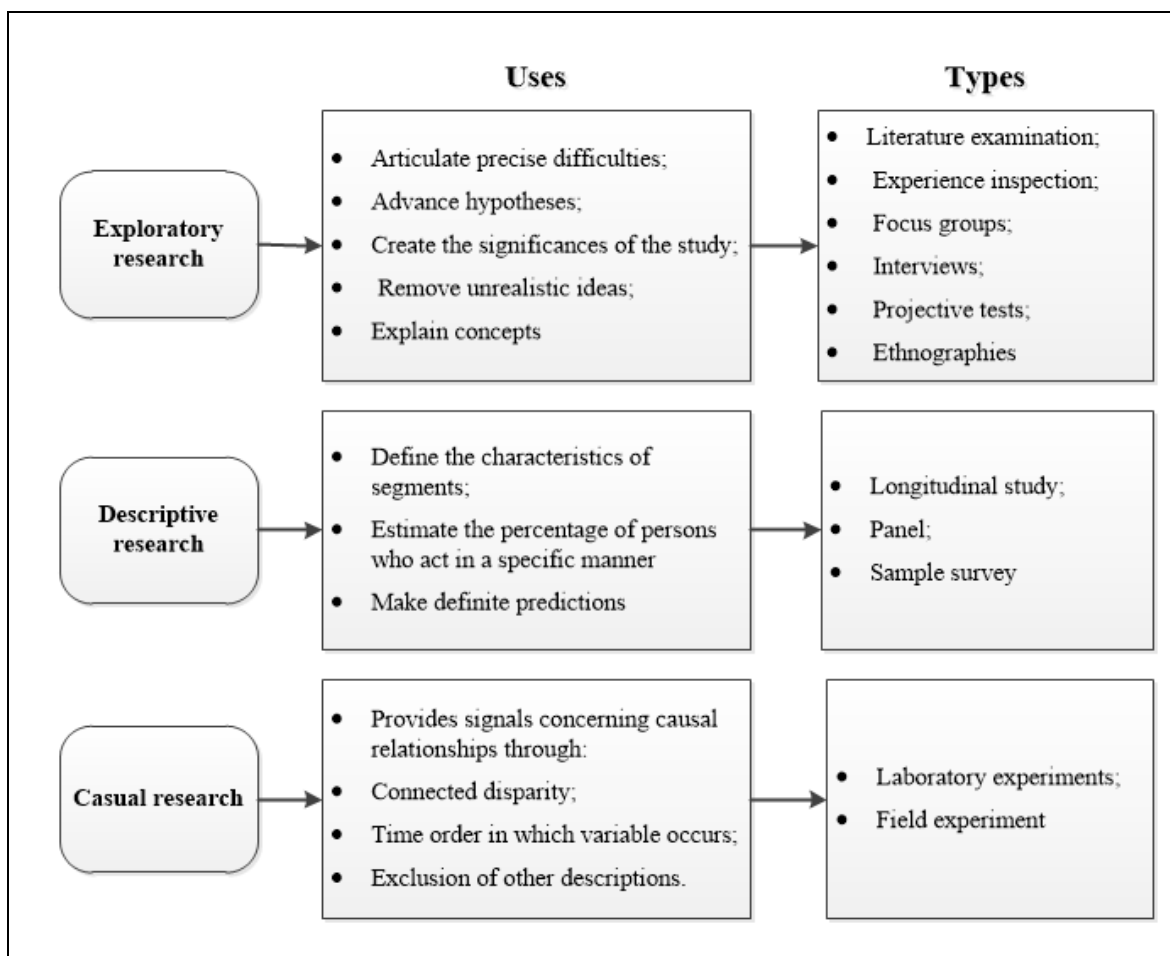 Uses
Types
Exploratory
research
● Articulate precise difficulties;
● Advance hypotheses;
● Create the significances of the study;
● Remove unrealistic ideas;
● Explain concepts
● Literature examination;
● Experience inspection;
● Focus groups;
● Interviews;
● Projective tests;
● Ethnographies
Descriptive
research
● Define the characteristics of
segments;
● Estimate the percentage of persons
who act in a specific manner
● Make definite predictions
● Longitudinal study;
● Panel;
● Sample survey
Casual research
● Provides signals concerning causal
relationships through:
● Connected disparity;
● Time order in which variable occurs;
● Exclusion of other descriptions.
● Laboratory experiments;
● Field experiment